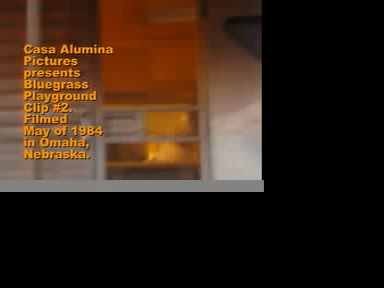 Casa Alumina
Pictures
presents
Bluegrass
Playground
Clip #2.
Filmed
May of 1984
in Omaha,
Nebraska.